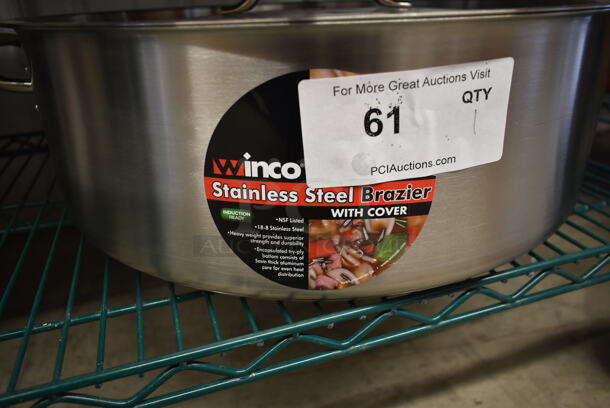 For More Great Auctions Visit
61
QTY
PCIAuctions.com
Winco
Stainless Steel Brazier
WITH COVER
INDUCTION
READY
•NSF Listed
•18-8 Stainless Steel
•Heavy weight provides superior
strength and durability
•Encapsulated try-ply
bottom consists of
5mm thick aluminum
core for even heat
distribution